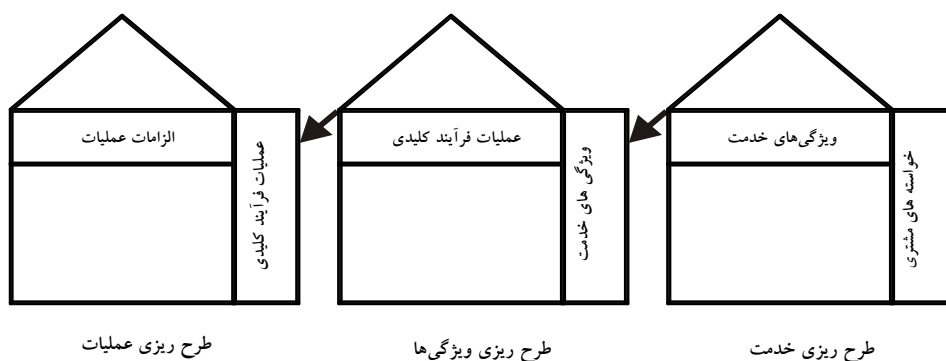 ویژگی‌های خدمت
خواسته های مشتری
طرح ریزی خدمت
عملیات فرآیند کلیدی
ویژگی های خدمت
طرح ریزی ویژگی‌ها
الزامات عملیات
عملیات فرآیند کلیدی
طرح ریزی عملیات